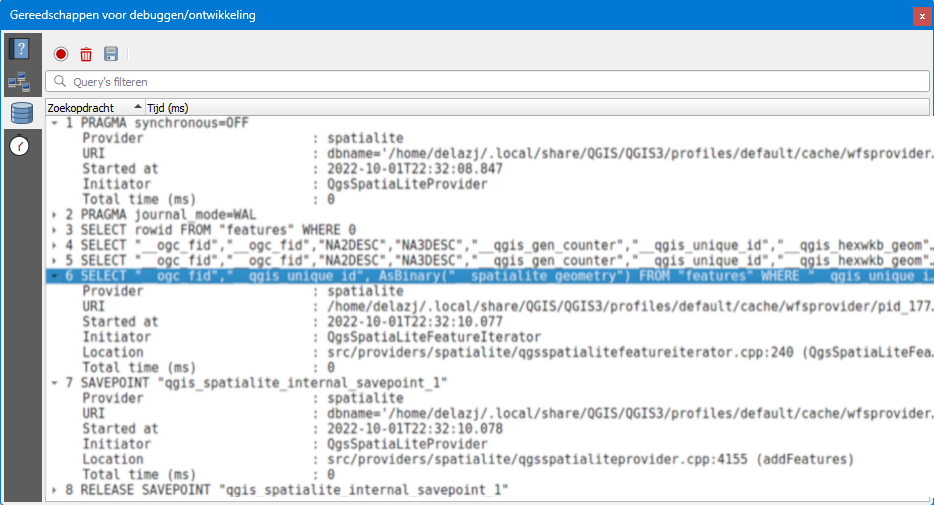 Gereedschappen voor debuggen/ontwikkeling
Query's filteren
Zoekopdracht Tijd (ms)
1 PRAGMA synchronous=OFF
Provider : spatialite
URI : dbname='/home/delazj/.local/share/QGIS/QGIS3/profiles/default/cache/wfsprovider…
Started at : 2022-10-01T22:32:08.847
Initiator : QgsSpatiaLiteProvider
Total time (ms) : 0
2 PRAGMA journal_mode=WAL
3 SELECT rowid FROM "features" WHERE 0
4 SELECT "__ogc_fid","__ogc_fid","NA2DESC","NA3DESC","__qgis_gen_counter","__qgis_unique_id","__qgis_hexwkb_geom"…
5 SELECT "__ogc_fid","__ogc_fid","NA2DESC","NA3DESC","__qgis_gen_counter","__qgis_unique_id","__qgis_hexwkb_geom"…
6 SELECT "__ogc_fid","__qgis_unique_id", AsBinary("__spatialite_geometry") FROM "features" WHERE "__qgis_unique_i…
Provider : spatialite
URI : /home/delazj/.local/share/QGIS/QGIS3/profiles/default/cache/wfsprovider/pid_177…
Started at : 2022-10-01T22:32:10.077
Initiator : QgsSpatiaLiteFeatureIterator
Location : src/providers/spatialite/qgsspatialitefeatureiterator.cpp:240 (QgsSpatiaLiteFea…
Total time (ms) : 0
7 SAVEPOINT "qgis_spatialite_internal_savepoint_1"
Provider : spatialite
URI : dbname='/home/delazj/.local/share/QGIS/QGIS3/profiles/default/cache/wfsprovider…
Started at : 2022-10-01T22:32:10.078
Initiator : QgsSpatiaLiteProvider
Location : src/providers/spatialite/qgsspatialiteprovider.cpp:4155 (addFeatures)
Total time (ms) : 0
8 RELEASE SAVEPOINT "qgis_spatialite_internal_savepoint_1"